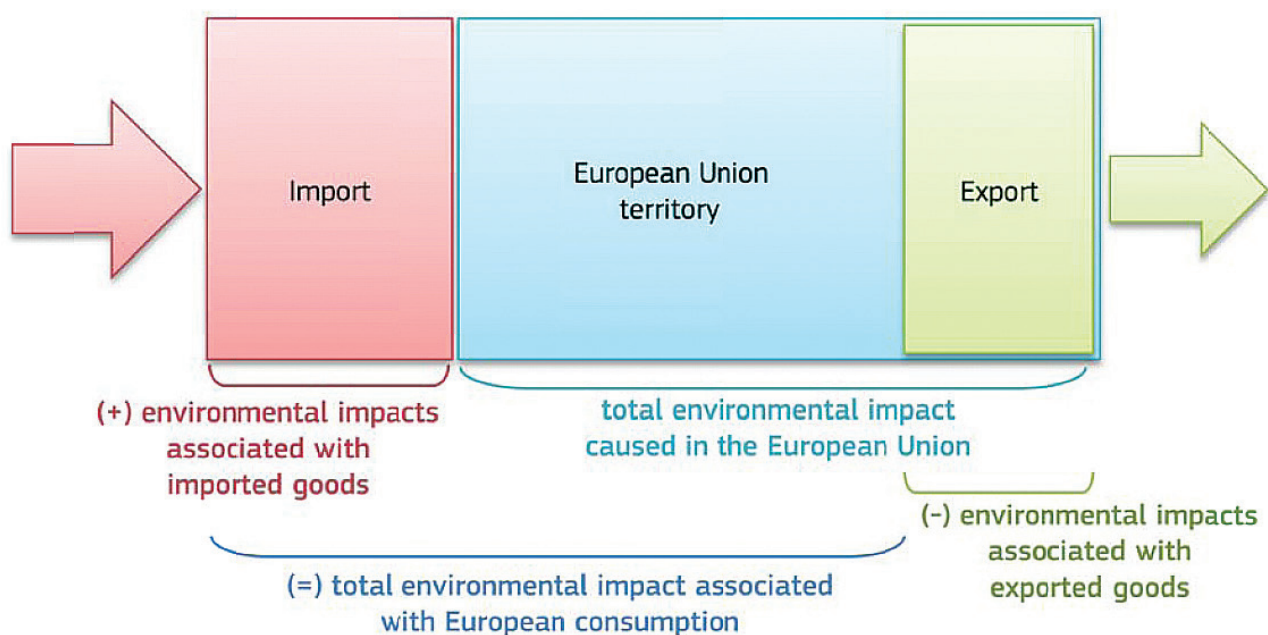 Import
European Union
territory
Export
(+) environmental impacts
associated with
imported goods
total environmental impact
caused in the European Union
(-) environmental impacts
associated with
exported goods
(=) total environmental impact associated
with European consumption